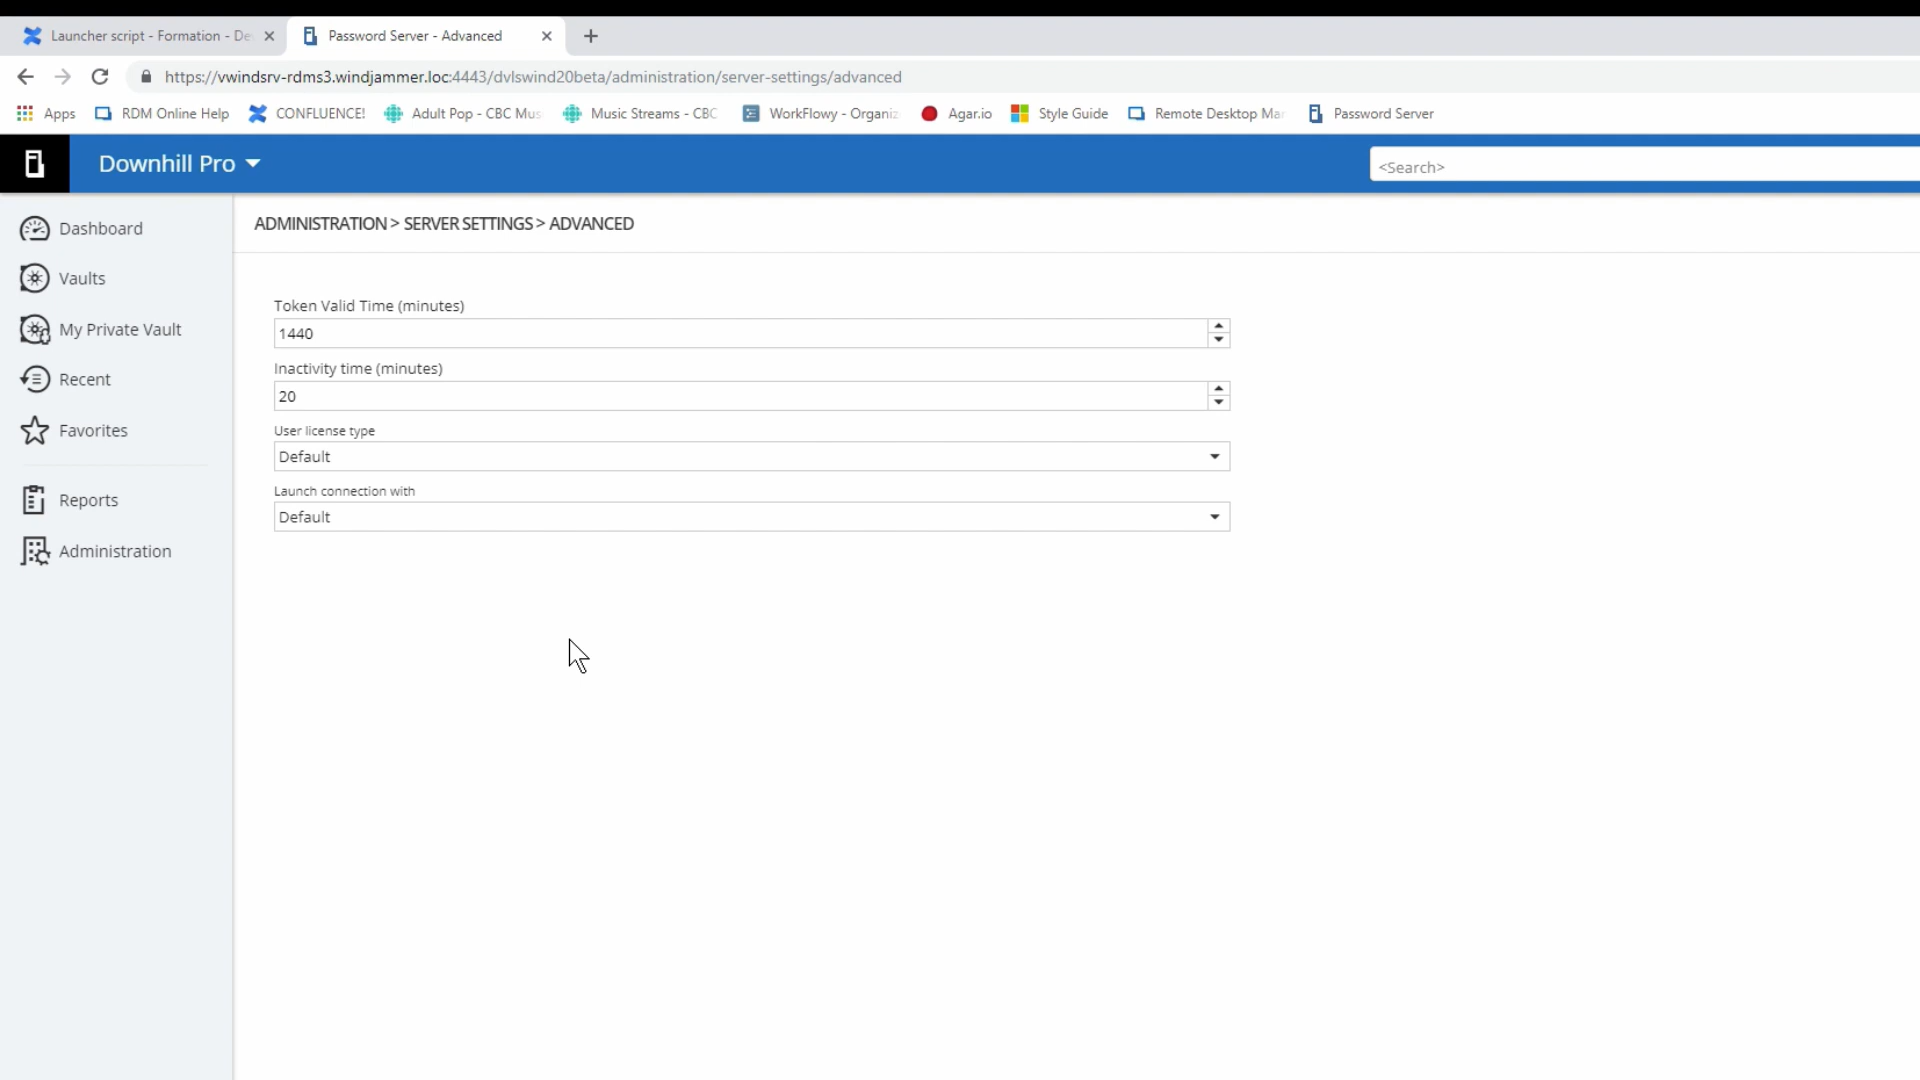 Launcher script - Formation - De
Password Server - Advanced
https://vwindsrv-rdms3.windjammer.loc:4443/dvlswind20beta/administration/server-settings/advanced
Apps
RDM Online Help
CONFLUENCE!
Adult Pop - CBC Mus
Music Streams - CBC
WorkFlowy - Organiz
Agar.io
Style Guide
Remote Desktop Mar
Password Server
Downhill Pro
<Search>
Dashboard
Vaults
My Private Vault
Recent
Favorites
Reports
Administration
ADMINISTRATION > SERVER SETTINGS > ADVANCED
Token Valid Time (minutes)
1440
Inactivity time (minutes)
20
User license type
Default
Launch connection with
Default